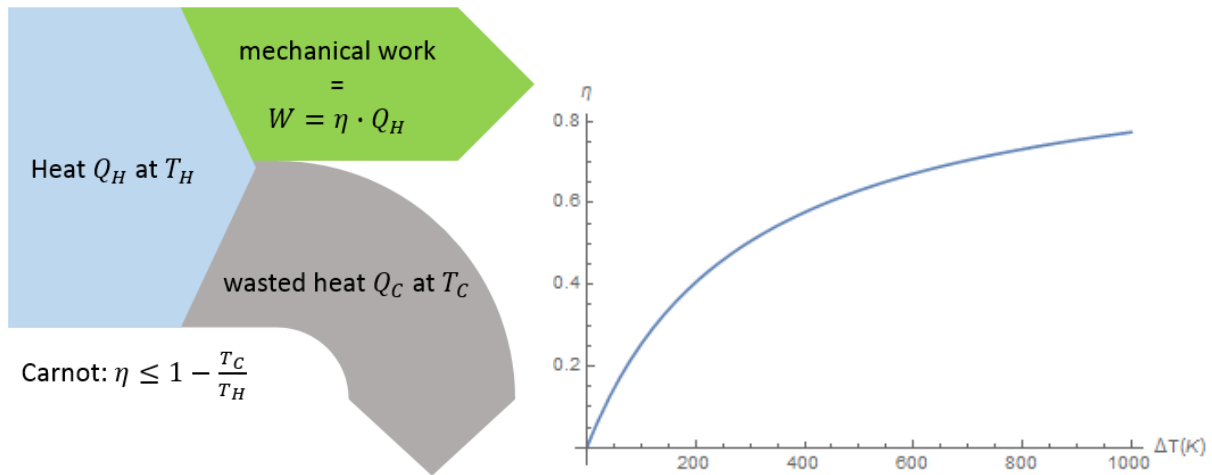 mechanical work
=
W = η · Q_H
Heat Q_H at T_H
wasted heat Q_C at T_C
Carnot: η ≤ 1 − T_C/T_H
η
0.8
0.6
0.4
0.2
200
400
600
800
1000
ΔT(K)